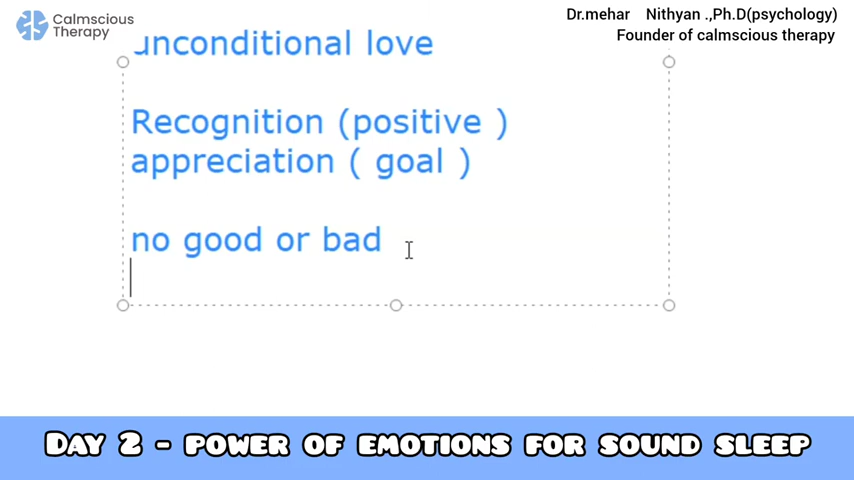 Calmscious
Therapy
Dr.mehar Nithyan .,Ph.D(psychology)
Founder of calmscious therapy
unconditional love
Recognition (positive )
appreciation ( goal )
no good or bad
DAY 2 - POWER OF EMOTIONS FOR SOUND SLEEP